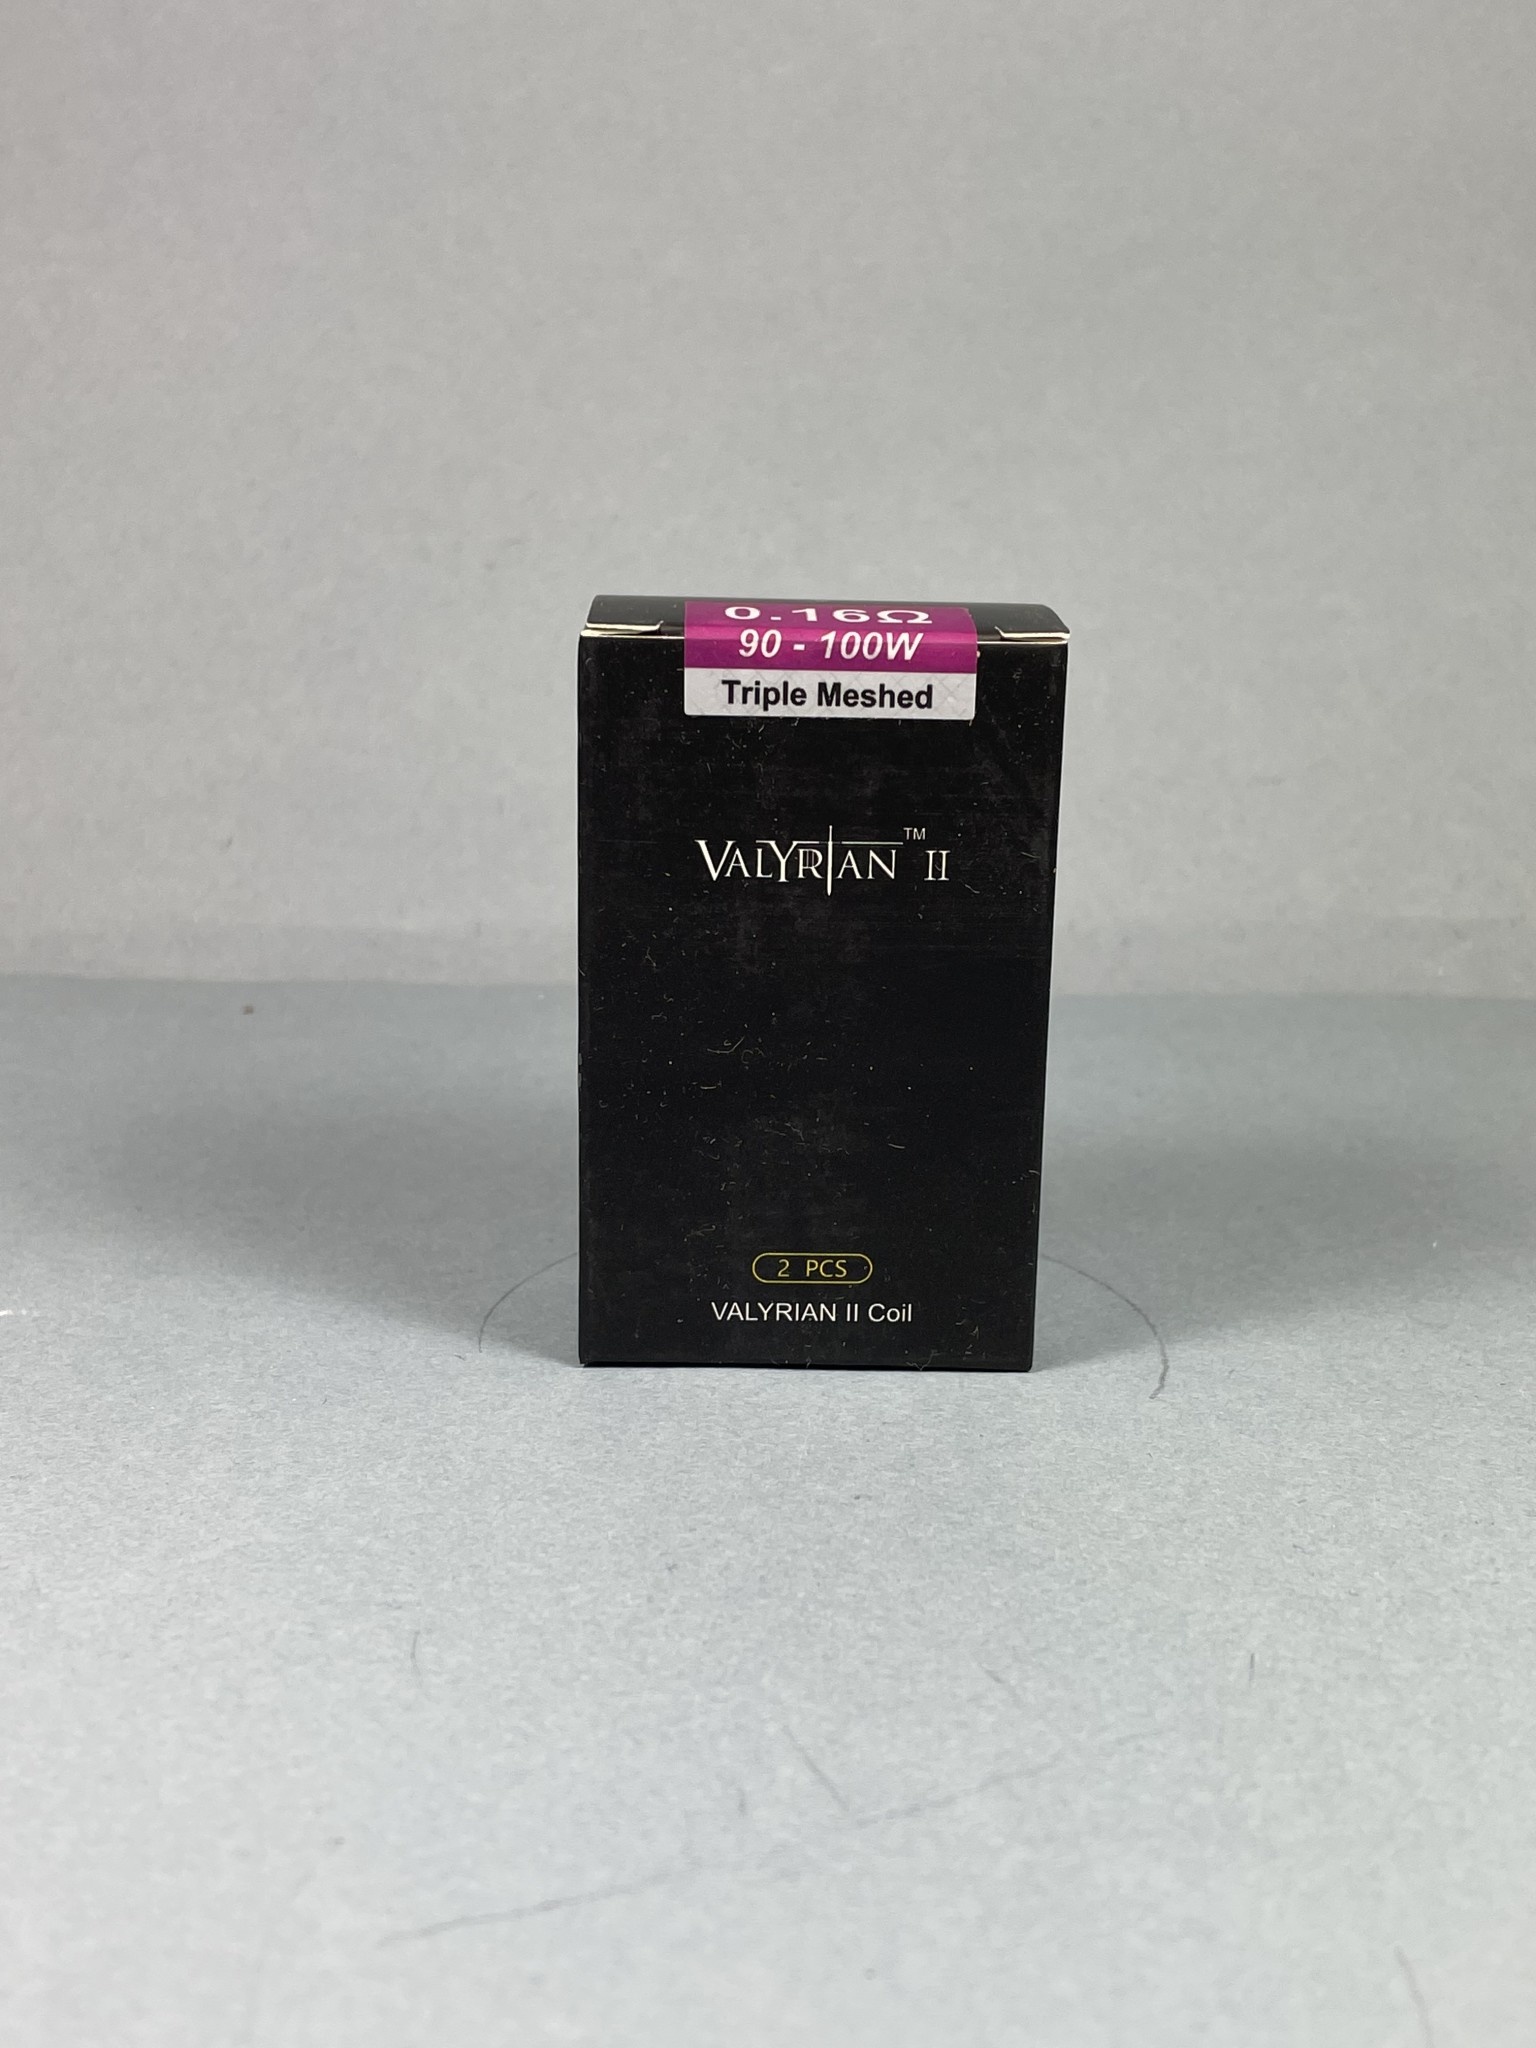 0.16Ω
90 - 100W
Triple Meshed
VALYRIAN™ II
2 PCS
VALYRIAN II Coil